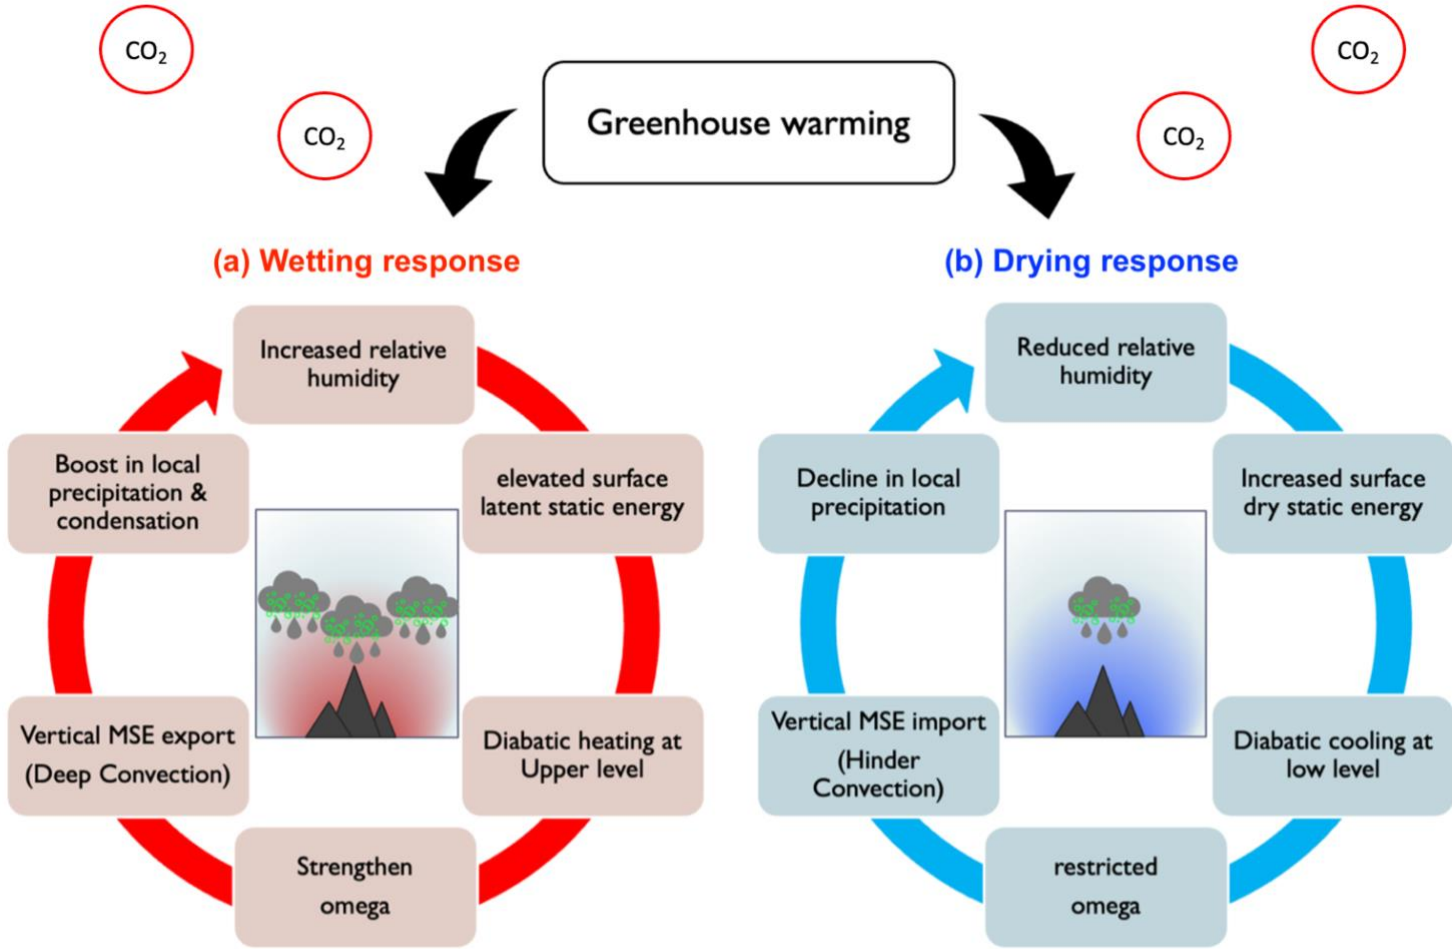 CO₂
CO₂
CO₂
CO₂
Greenhouse warming
(a) Wetting response
Increased relative
humidity
elevated surface
latent static energy
Diabatic heating at
Upper level
Strengthen
omega
Vertical MSE export
(Deep Convection)
Boost in local
precipitation &
condensation
(b) Drying response
Reduced relative
humidity
Increased surface
dry static energy
Diabatic cooling at
low level
restricted
omega
Vertical MSE import
(Hinder
Convection)
Decline in local
precipitation